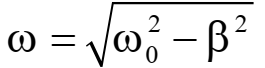 ω = √(ω₀² − β²)